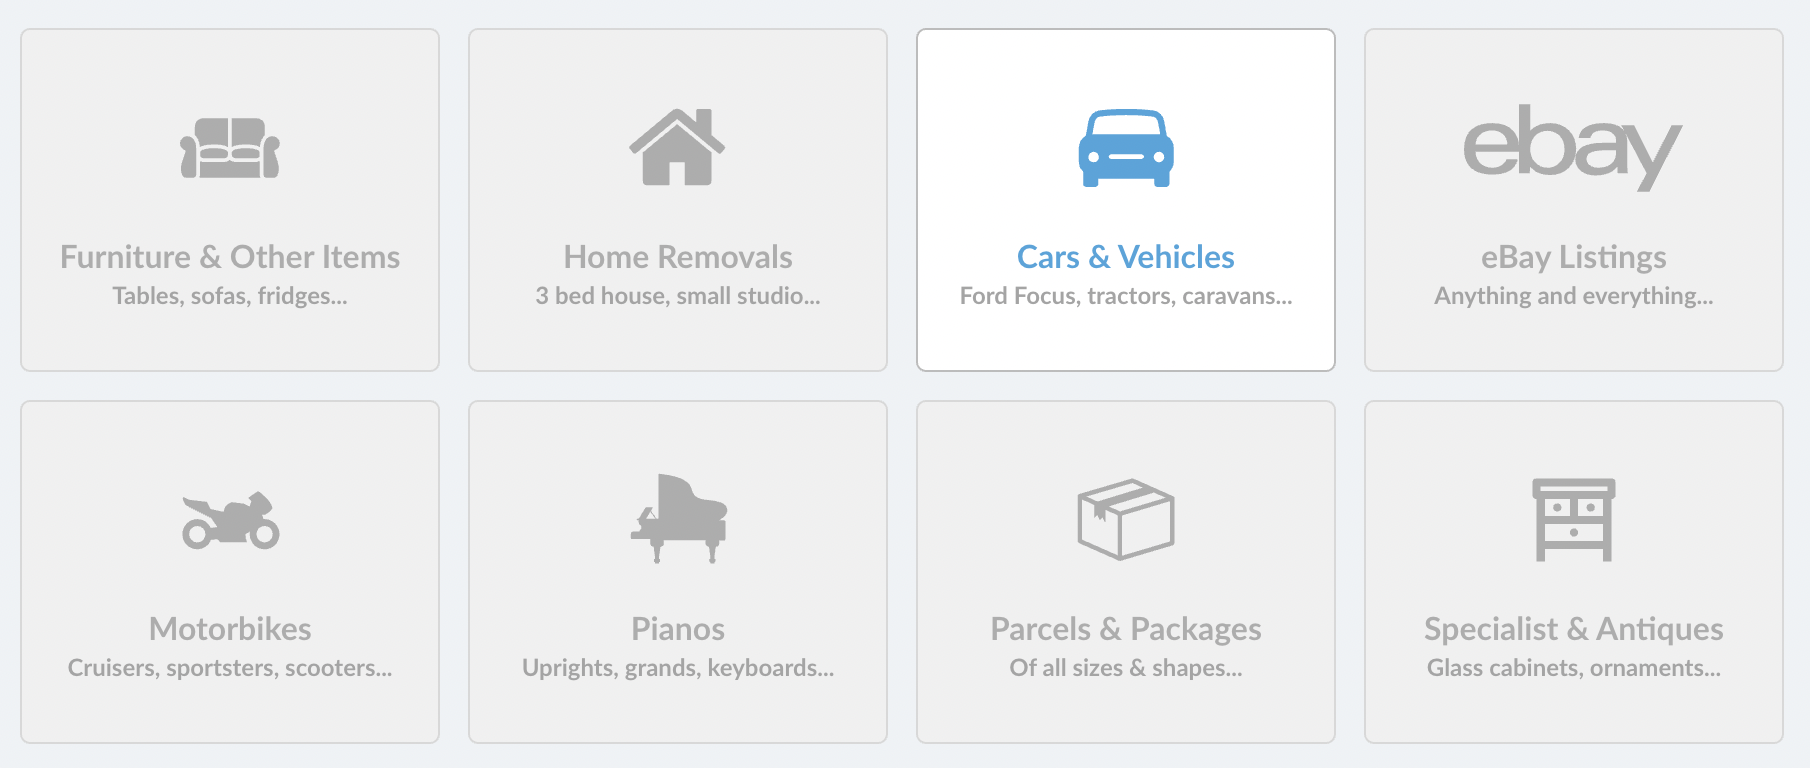 Furniture & Other Items
Tables, sofas, fridges...
Home Removals
3 bed house, small studio...
Cars & Vehicles
Ford Focus, tractors, caravans...
ebay
eBay Listings
Anything and everything...
Motorbikes
Cruisers, sportsters, scooters...
Pianos
Uprights, grands, keyboards...
Parcels & Packages
Of all sizes & shapes...
Specialist & Antiques
Glass cabinets, ornaments...